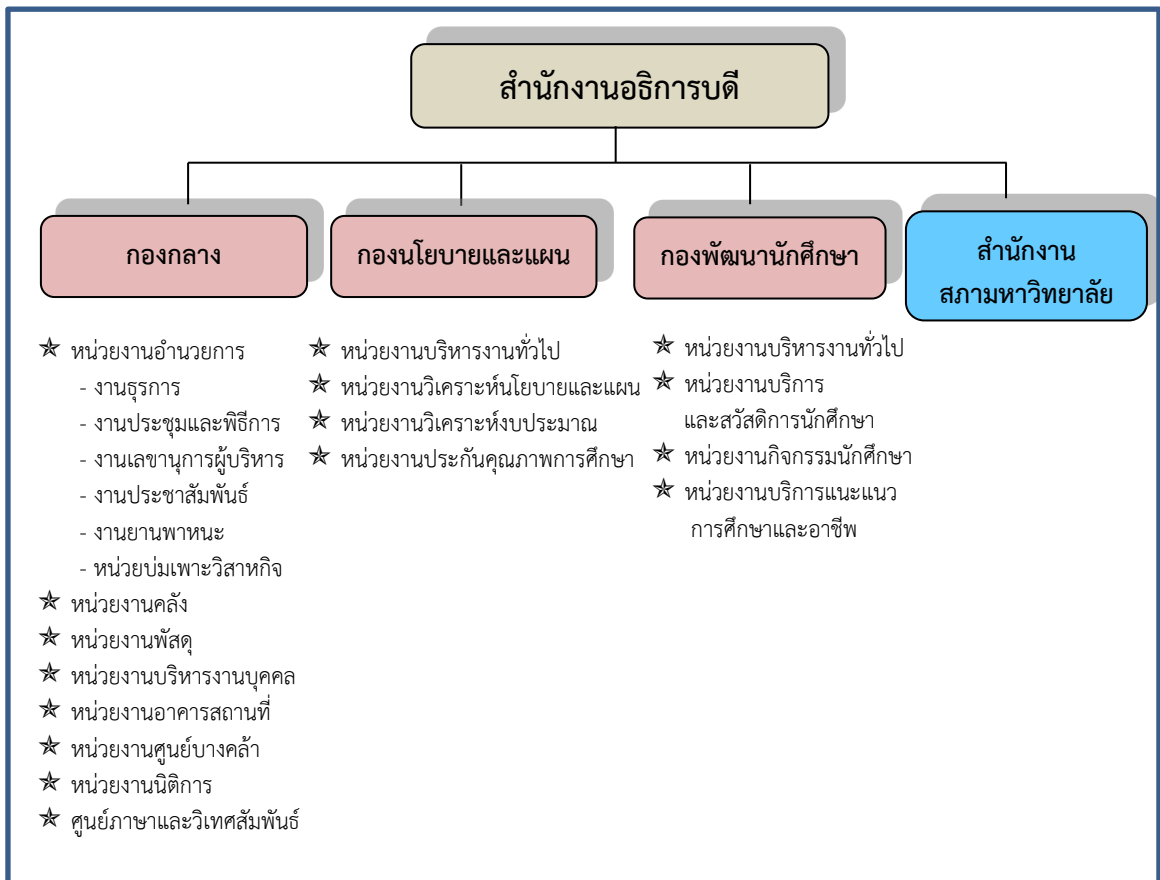 สำนักงานอธิการบดี
กองกลาง
กองนโยบายและแผน
กองพัฒนานักศึกษา
สำนักงาน
สภามหาวิทยาลัย
✯ หน่วยงานอำนวยการ
- งานธุรการ
- งานประชุมและพิธีการ
- งานเลขานุการผู้บริหาร
- งานประชาสัมพันธ์
- งานยานพาหนะ
- หน่วยบ่มเพาะวิสาหกิจ
✯ หน่วยงานคลัง
✯ หน่วยงานพัสดุ
✯ หน่วยงานบริหารงานบุคคล
✯ หน่วยงานอาคารสถานที่
✯ หน่วยงานศูนย์บางคล้า
✯ หน่วยงานนิติการ
✯ ศูนย์ภาษาและวิเทศสัมพันธ์
✯ หน่วยงานบริหารงานทั่วไป
✯ หน่วยงานวิเคราะห์นโยบายและแผน
✯ หน่วยงานวิเคราะห์งบประมาณ
✯ หน่วยงานประกันคุณภาพการศึกษา
✯ หน่วยงานบริหารงานทั่วไป
✯ หน่วยงานบริการ
และสวัสดิการนักศึกษา
✯ หน่วยงานกิจกรรมนักศึกษา
✯ หน่วยงานบริการแนะแนว
การศึกษาและอาชีพ